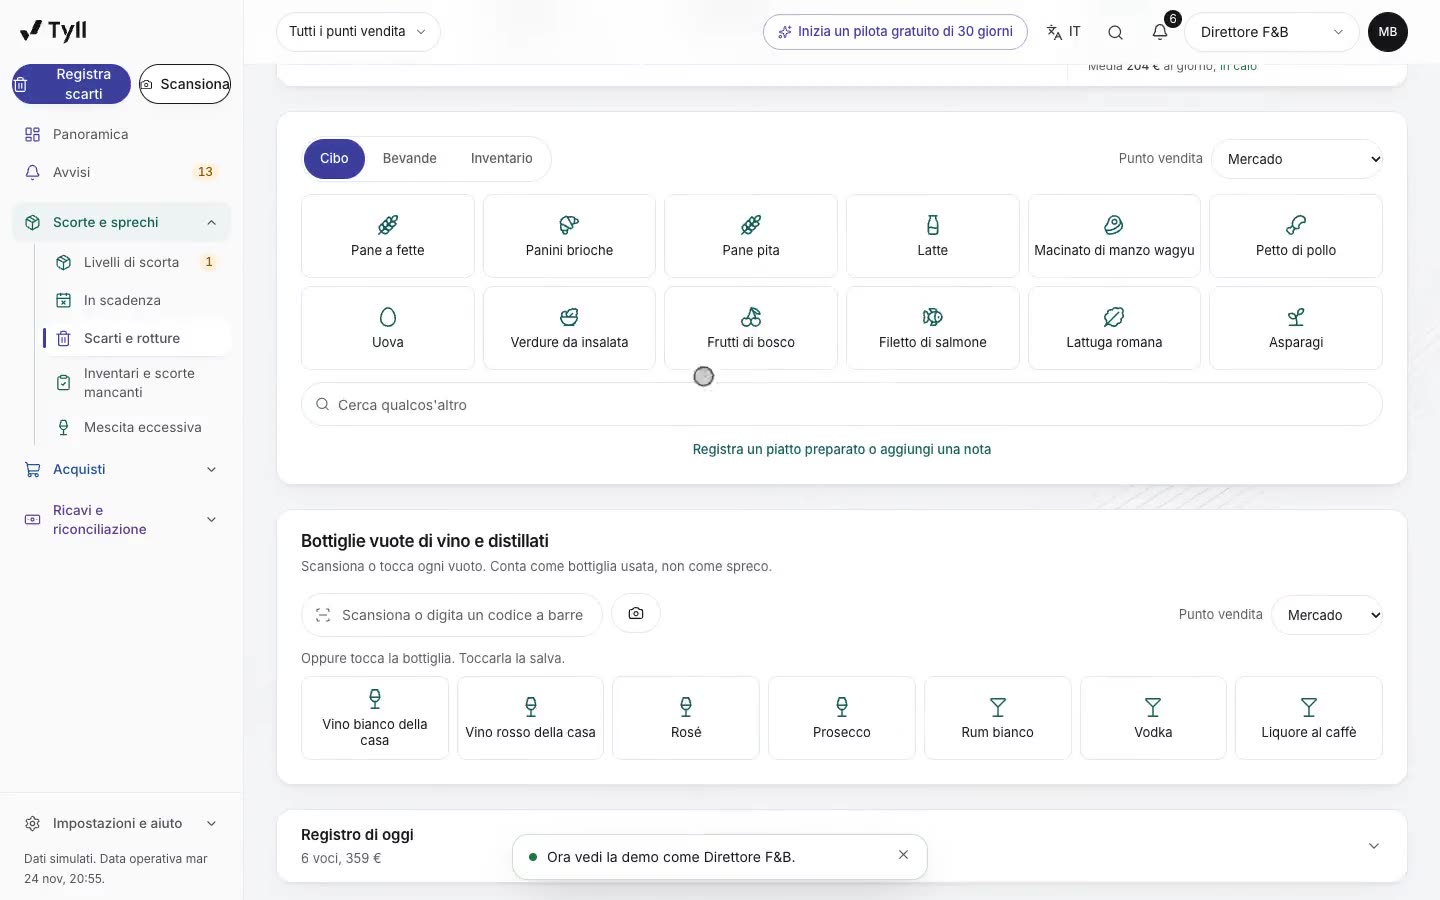 Tyll
Tutti i punti vendita
Inizia un pilota gratuito di 30 giorni
IT
6
Direttore F&B
MB
Registra
scarti
Scansiona
Media 204 € al giorno, in calo
Panoramica
Avvisi
13
Scorte e sprechi
Livelli di scorta
1
In scadenza
Scarti e rotture
Inventari e scorte
mancanti
Mescita eccessiva
Acquisti
Ricavi e
riconciliazione
Impostazioni e aiuto
Dati simulati. Data operativa mar
24 nov, 20:55.
Cibo
Bevande
Inventario
Punto vendita
Mercado
Pane a fette
Panini brioche
Pane pita
Latte
Macinato di manzo wagyu
Petto di pollo
Uova
Verdure da insalata
Frutti di bosco
Filetto di salmone
Lattuga romana
Asparagi
Cerca qualcos'altro
Registra un piatto preparato o aggiungi una nota
Bottiglie vuote di vino e distillati
Scansiona o tocca ogni vuoto. Conta come bottiglia usata, non come spreco.
Scansiona o digita un codice a barre
Punto vendita
Mercado
Oppure tocca la bottiglia. Toccarla la salva.
Vino bianco della
casa
Vino rosso della casa
Rosé
Prosecco
Rum bianco
Vodka
Liquore al caffè
Registro di oggi
6 voci, 359 €
Ora vedi la demo come Direttore F&B.